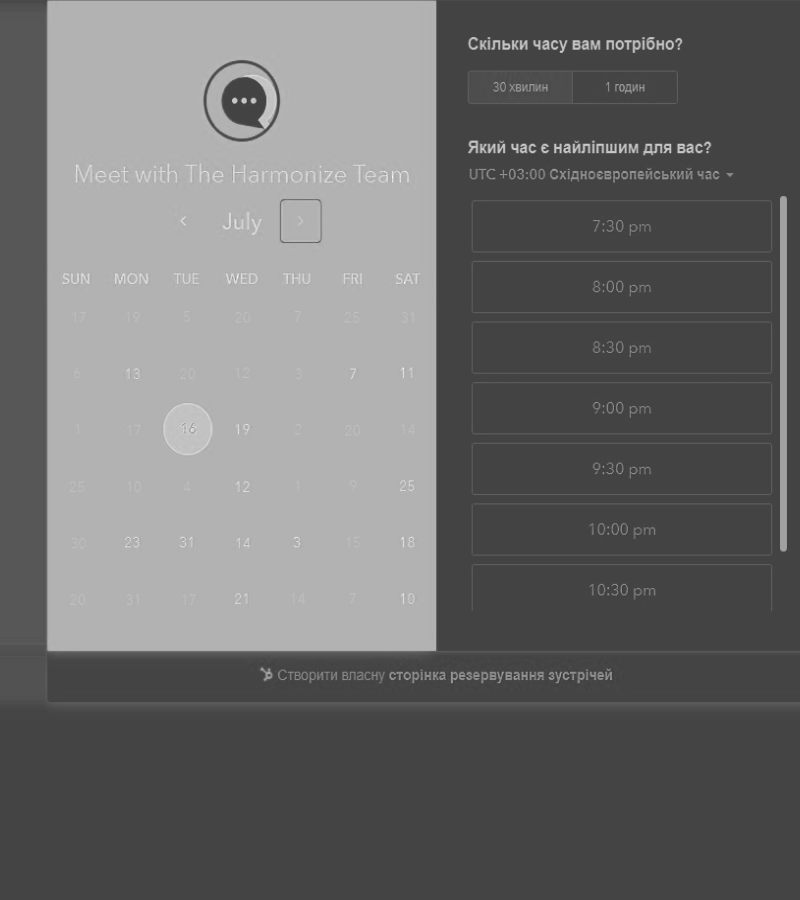 Meet with The Harmonize Team
July
SUN MON TUE WED THU FRI SAT
17 19 5 20 7 25 31
6 13 20 12 3 7 11
1 17 16 19 2 20 14
25 10 4 12 1 9 25
30 23 31 14 3 15 18
20 31 17 21 14 7 10
Скільки часу вам потрібно?
30 хвилин 1 годин
Який час є найліпшим для вас?
UTC +03:00 Східноєвропейський час
7:30 pm
8:00 pm
8:30 pm
9:00 pm
9:30 pm
10:00 pm
10:30 pm
Створити власну сторінка резервування зустрічей